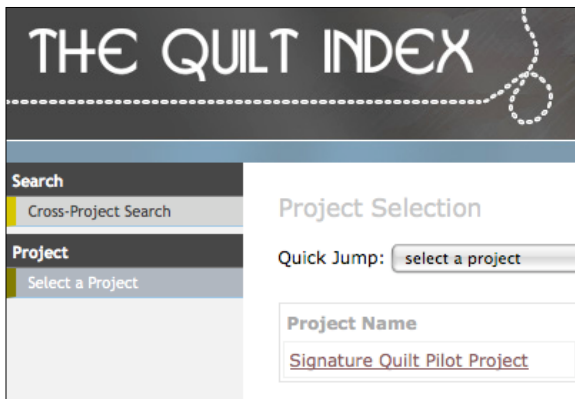 THE QUILT INDEX
Search
Cross-Project Search
Project
Select a Project
Project Selection
Quick Jump: select a project
Project Name
Signature Quilt Pilot Project